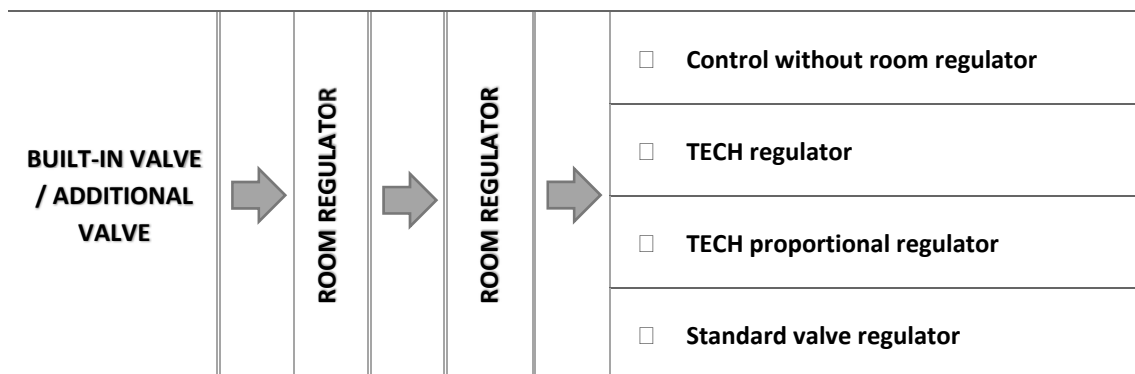 BUILT-IN VALVE
/ ADDITIONAL
VALVE
ROOM REGULATOR
ROOM REGULATOR
Control without room regulator
TECH regulator
TECH proportional regulator
Standard valve regulator